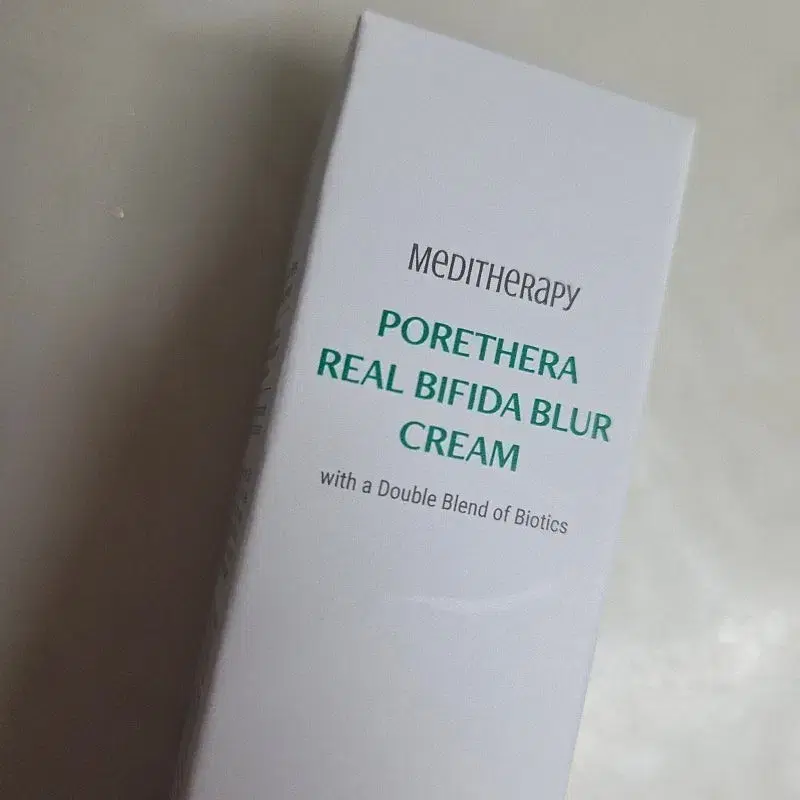 MEDITHERAPY
PORETHERA
REAL BIFIDA BLUR
CREAM
with a Double Blend of Biotics